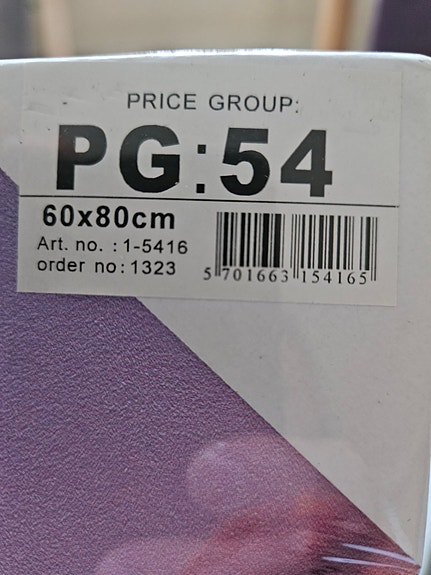 PRICE GROUP:
PG:54
60x80cm
Art. no. :1-5416
order no:1323
5 701663 154165